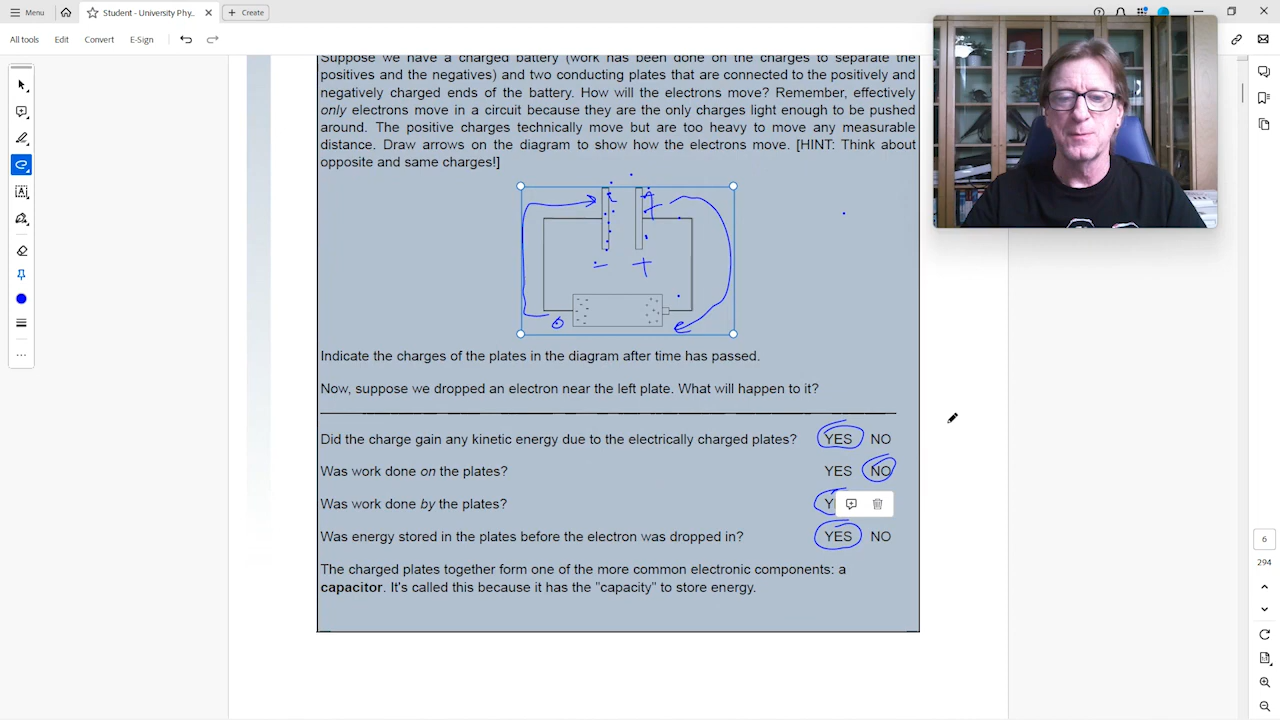 Menu
Student - University Phy...
Create
All tools
Edit
Convert
E-Sign
Suppose we have a charged battery (work has been done on the charges to separate the
positives and the negatives) and two conducting plates that are connected to the positively and
negatively charged ends of the battery. How will the electrons move? Remember, effectively
only electrons move in a circuit because they are the only charges light enough to be pushed
around. The positive charges technically move but are too heavy to move any measurable
distance. Draw arrows on the diagram to show how the electrons move. [HINT: Think about
opposite and same charges!]
- +
Indicate the charges of the plates in the diagram after time has passed.
Now, suppose we dropped an electron near the left plate. What will happen to it?
Did the charge gain any kinetic energy due to the electrically charged plates? YES NO
Was work done on the plates? YES NO
Was work done by the plates?
Was energy stored in the plates before the electron was dropped in? YES NO
The charged plates together form one of the more common electronic components: a
capacitor. It's called this because it has the "capacity" to store energy.
6
294